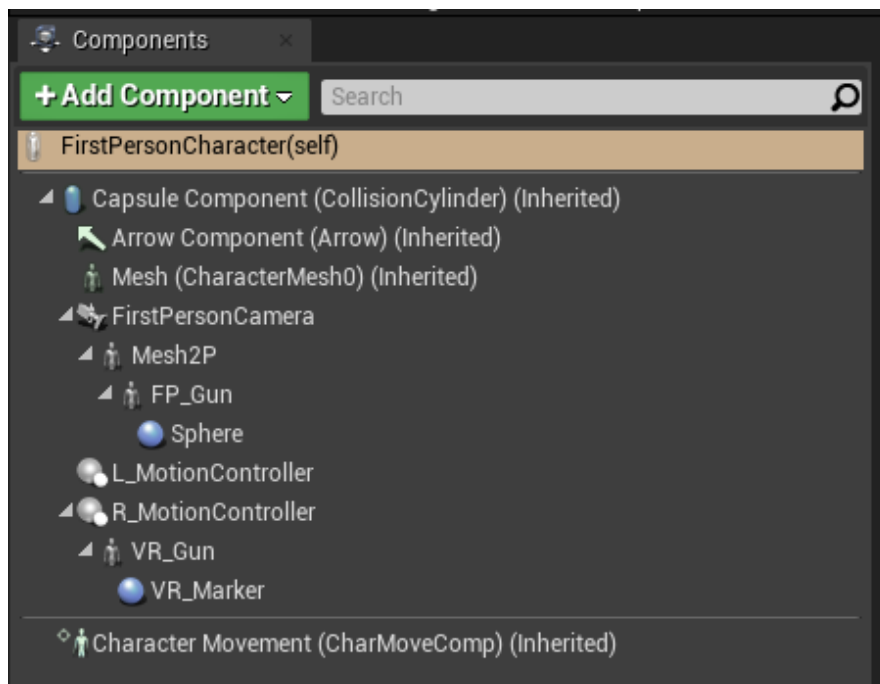 Components
+ Add Component
Search
FirstPersonCharacter(self)
Capsule Component (CollisionCylinder) (Inherited)
Arrow Component (Arrow) (Inherited)
Mesh (CharacterMesh0) (Inherited)
FirstPersonCamera
Mesh2P
FP_Gun
Sphere
L_MotionController
R_MotionController
VR_Gun
VR_Marker
Character Movement (CharMoveComp) (Inherited)